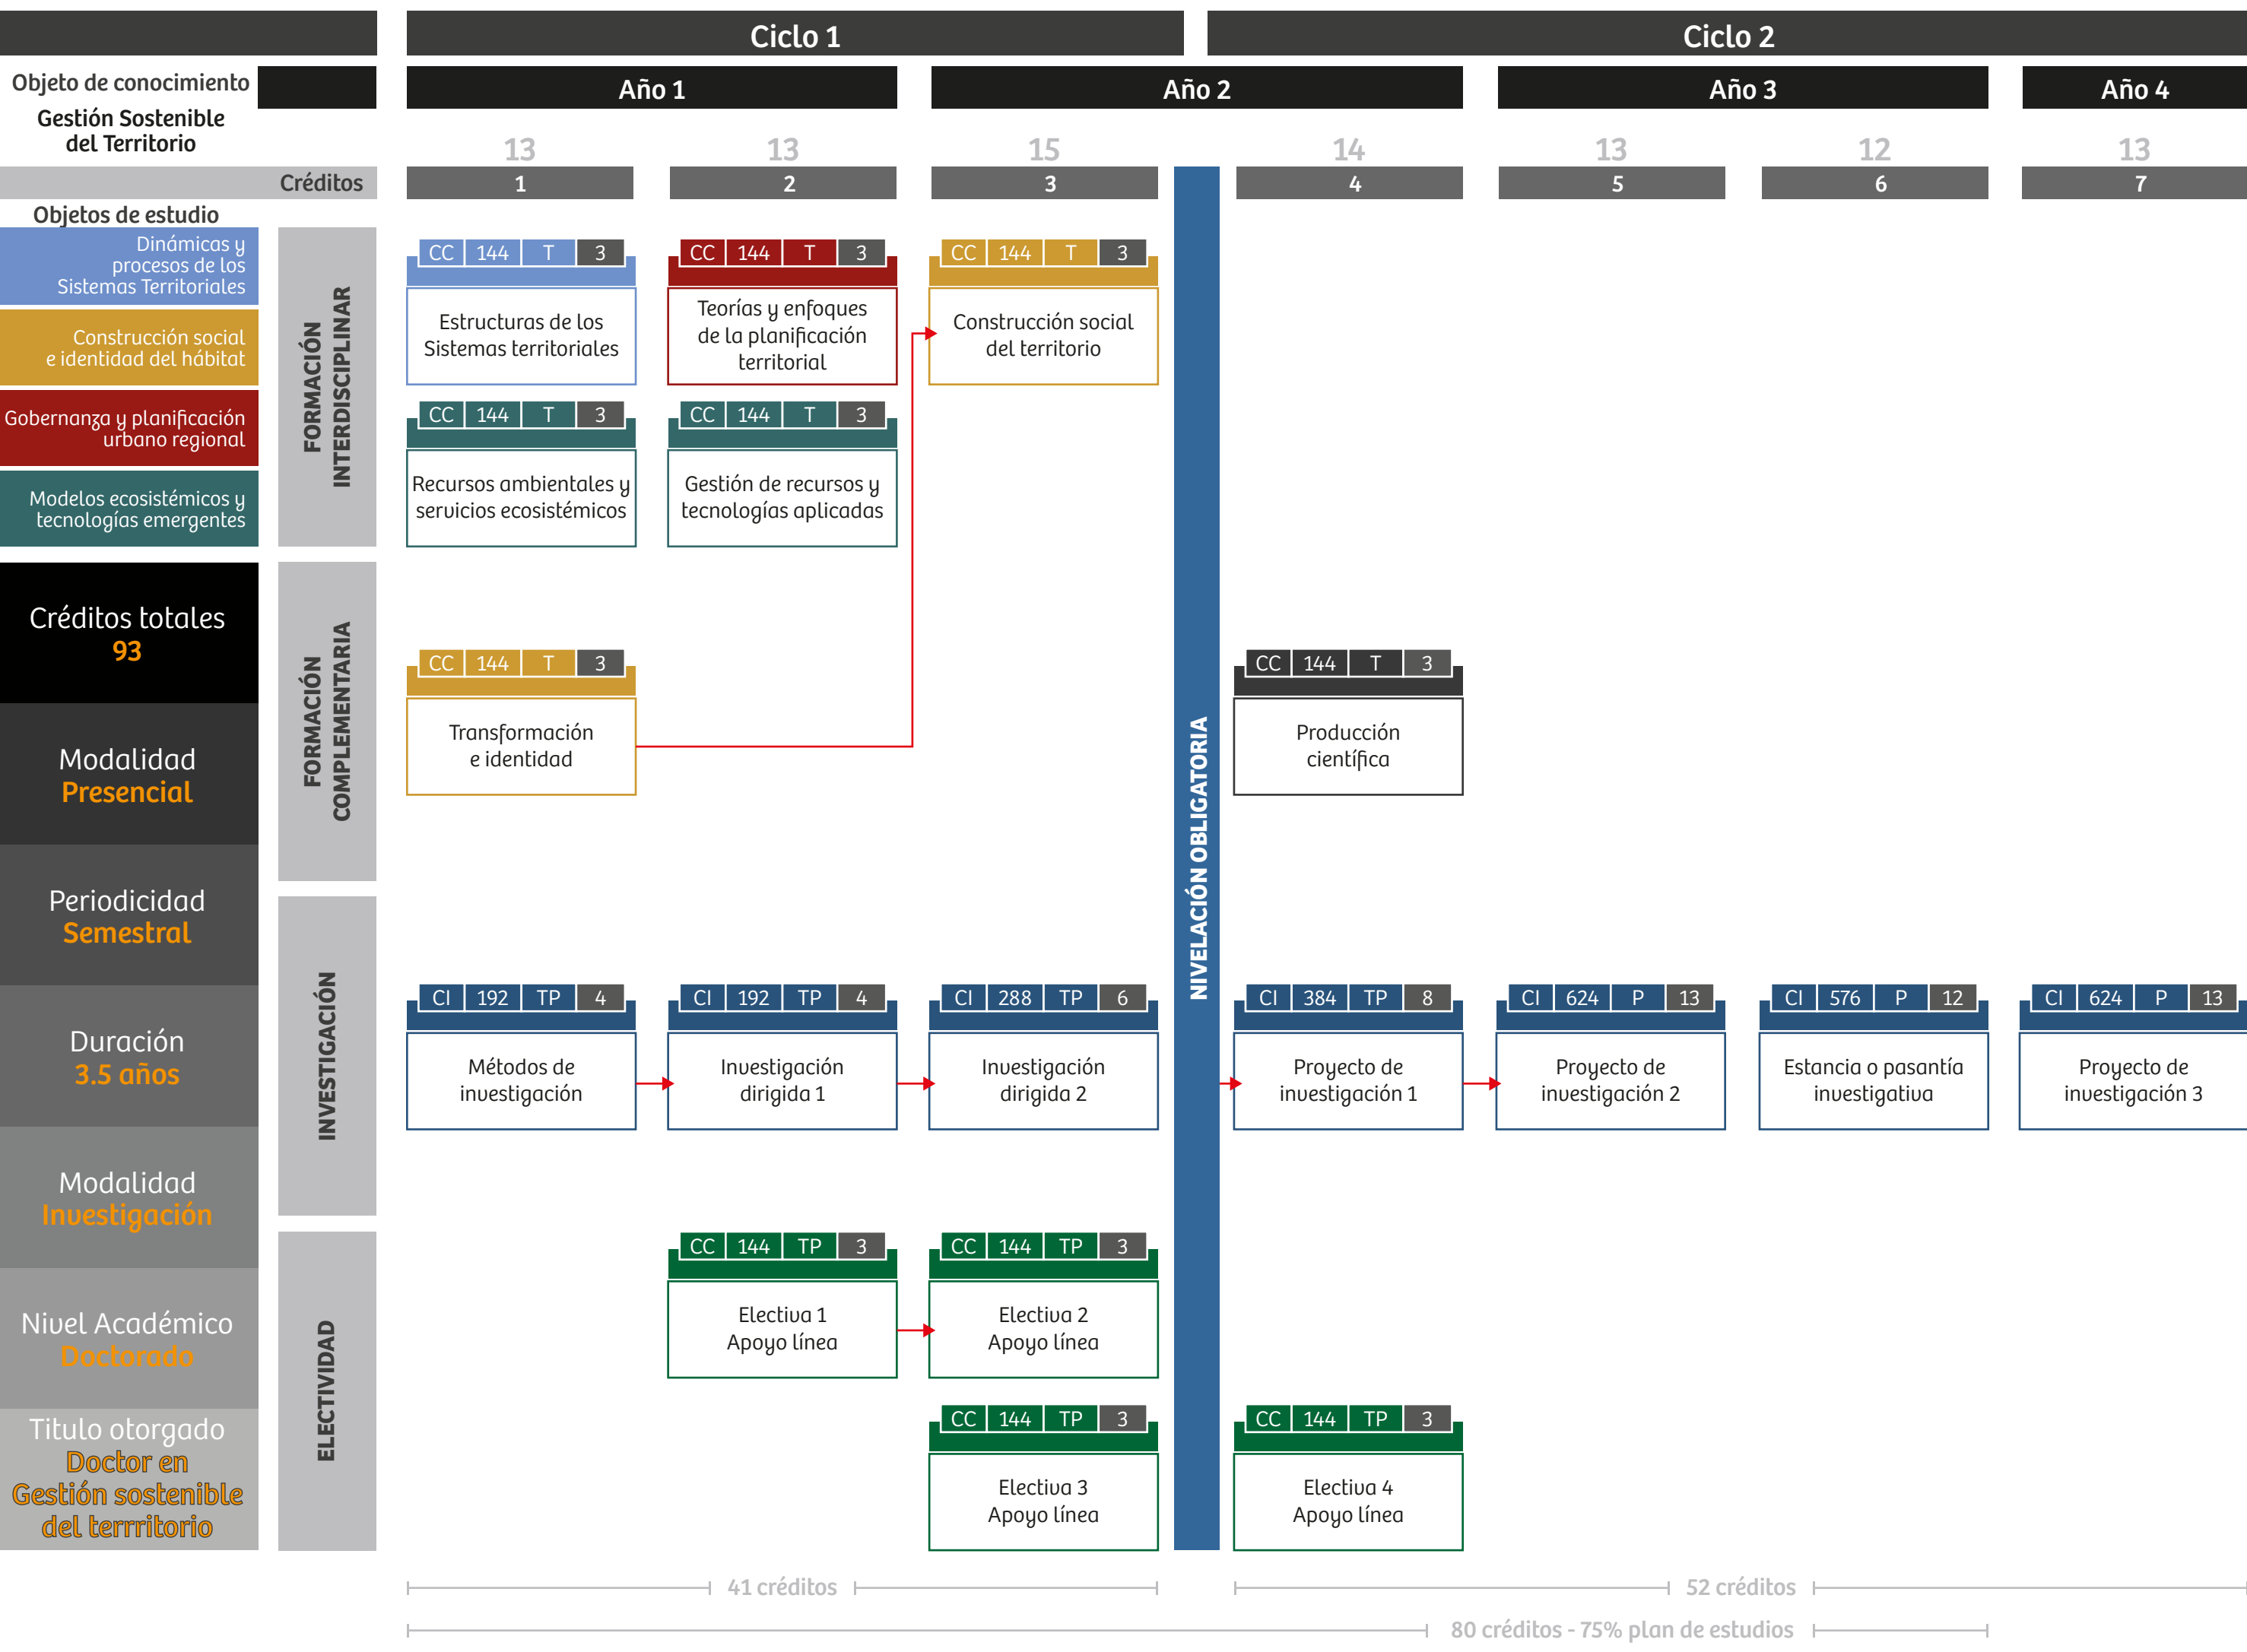 Ciclo 1
Ciclo 2
Objeto de conocimiento
Gestión Sostenible
del Territorio
Año 1
Año 2
Año 3
Año 4
13
13
15
14
13
12
13
Créditos
1
2
3
4
5
6
7
Objetos de estudio
Dinámicas y
procesos de los
Sistemas Territoriales
Construcción social
e identidad del hábitat
Gobernanza y planificación
urbano regional
Modelos ecosistémicos y
tecnologías emergentes
Créditos totales
93
Modalidad
Presencial
Periodicidad
Semestral
Duración
3.5 años
Modalidad
Investigación
Nivel Académico
Doctorado
Titulo otorgado
Doctor en
Gestión sostenible
del terrritorio
FORMACIÓN
INTERDISCIPLINAR
CC 144 T 3
Estructuras de los
Sistemas territoriales
CC 144 T 3
Teorías y enfoques
de la planificación
territorial
CC 144 T 3
Construcción social
del territorio
CC 144 T 3
Recursos ambientales y
servicios ecosistémicos
CC 144 T 3
Gestión de recursos y
tecnologías aplicadas
FORMACIÓN
COMPLEMENTARIA
CC 144 T 3
Transformación
e identidad
CC 144 T 3
Producción
científica
NIVELACIÓN OBLIGATORIA
INVESTIGACIÓN
CI 192 TP 4
Métodos de
investigación
CI 192 TP 4
Investigación
dirigida 1
CI 288 TP 6
Investigación
dirigida 2
CI 384 TP 8
Proyecto de
investigación 1
CI 624 P 13
Proyecto de
investigación 2
CI 576 P 12
Estancia o pasantía
investigativa
CI 624 P 13
Proyecto de
investigación 3
ELECTIVIDAD
CC 144 TP 3
Electiva 1
Apoyo línea
CC 144 TP 3
Electiva 2
Apoyo línea
CC 144 TP 3
Electiva 3
Apoyo línea
CC 144 TP 3
Electiva 4
Apoyo línea
41 créditos
52 créditos
80 créditos - 75% plan de estudios